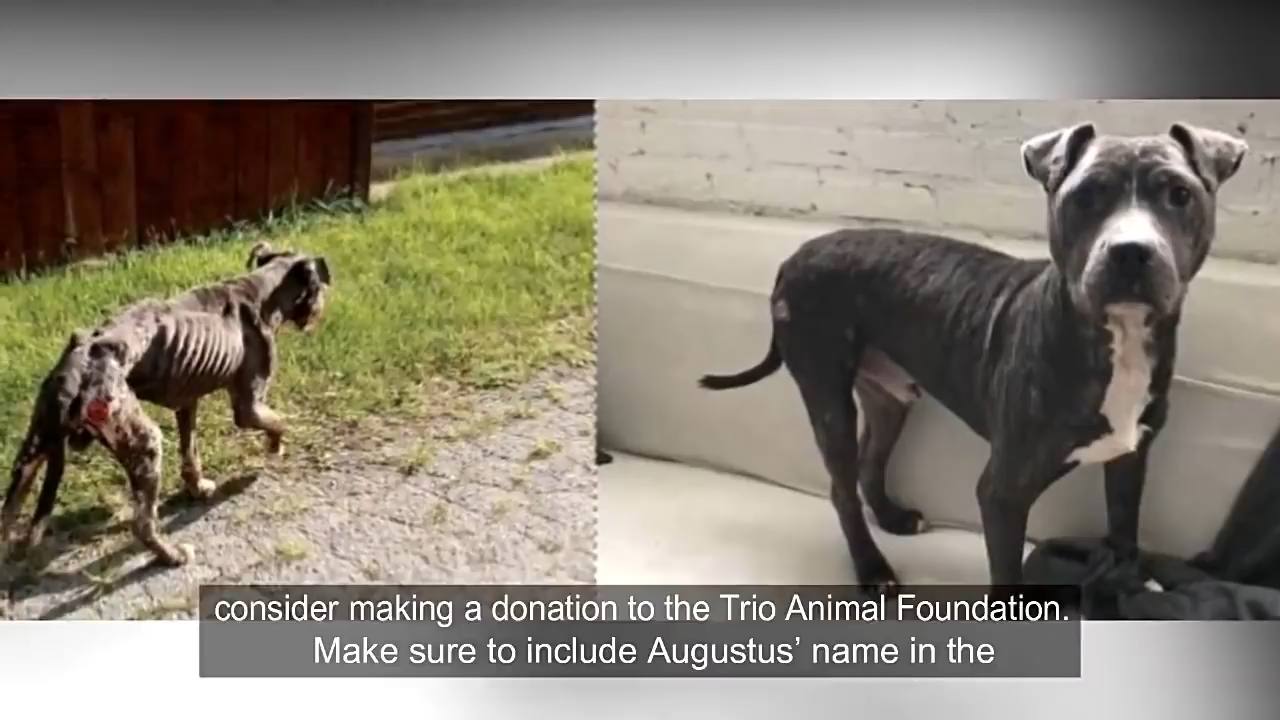 consider making a donation to the Trio Animal Foundation.
Make sure to include Augustus’ name in the